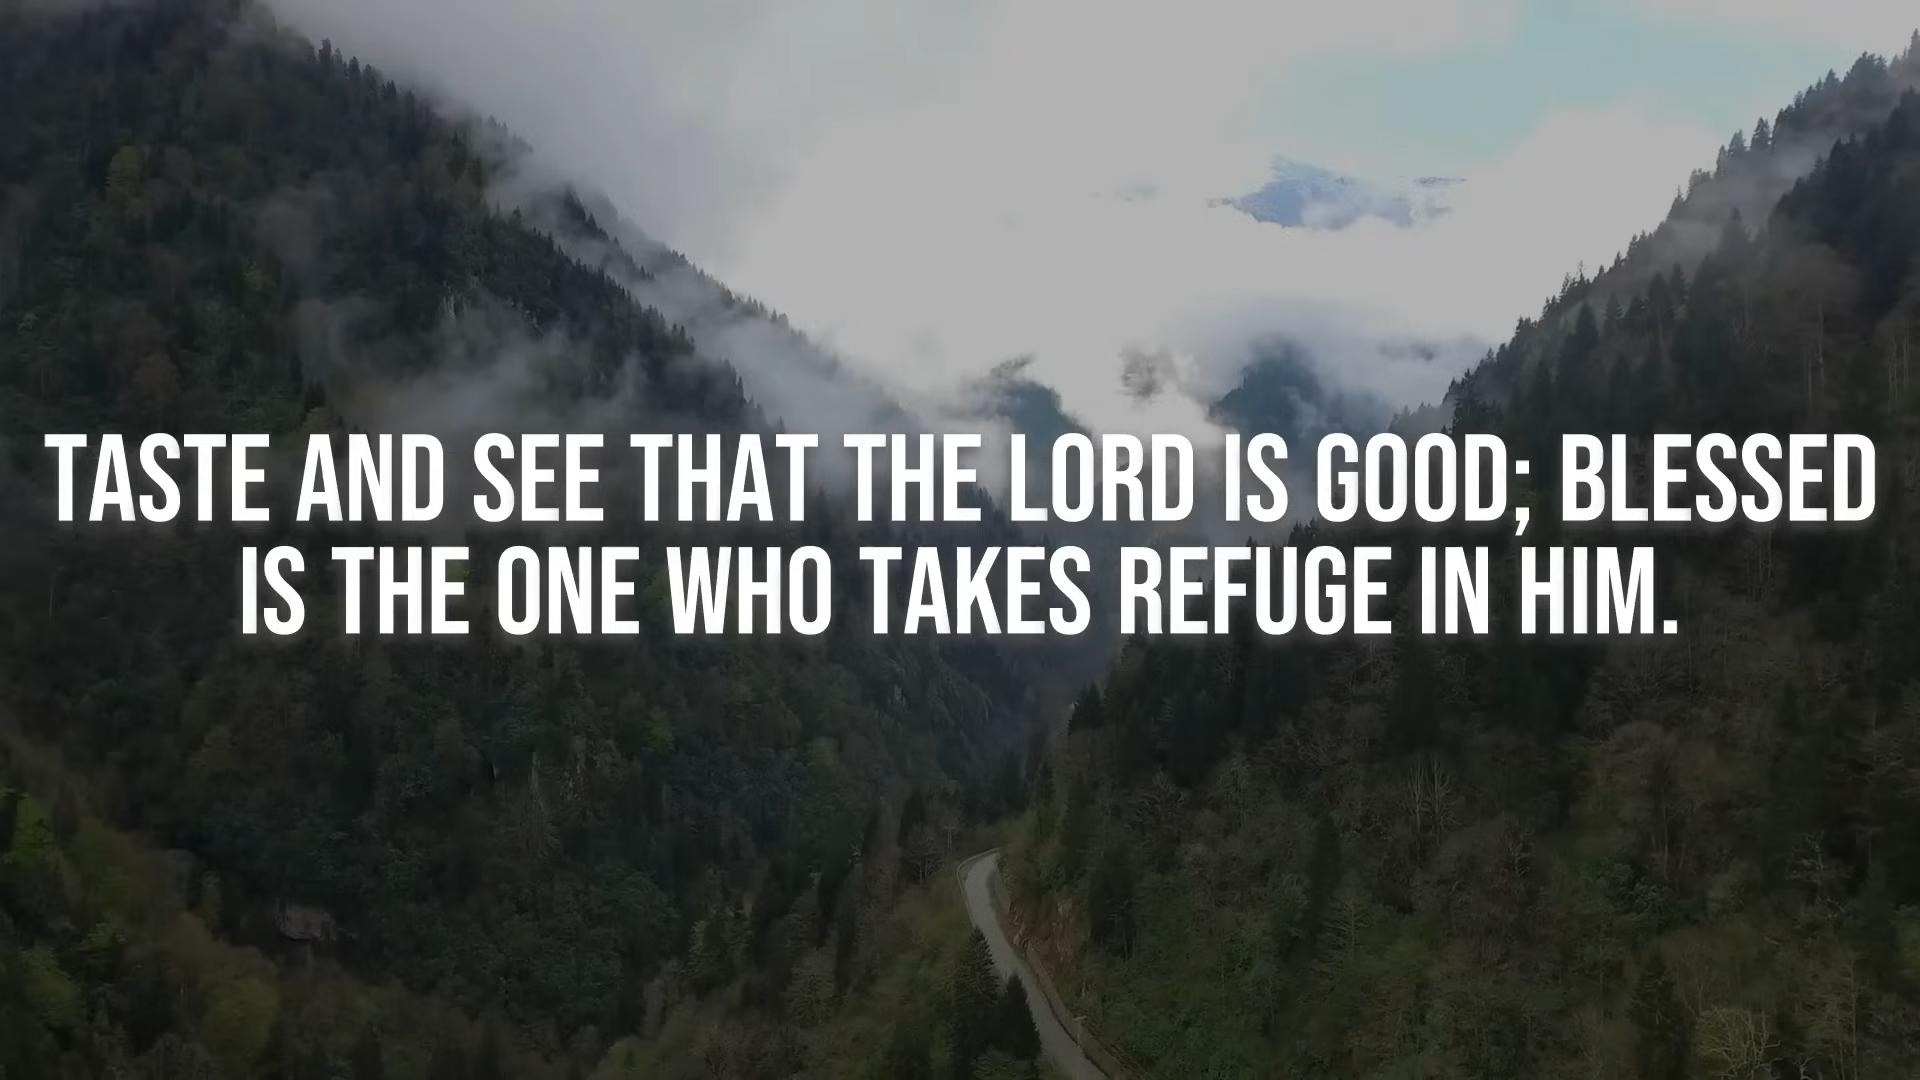 TASTE AND SEE THAT THE LORD IS GOOD; BLESSED
IS THE ONE WHO TAKES REFUGE IN HIM.